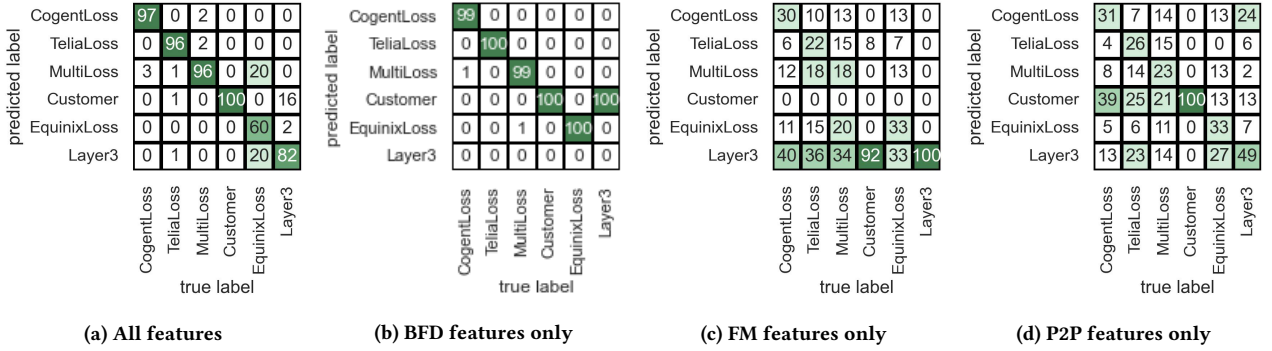 predicted label
CogentLoss 97 0 2 0 0 0
TeliaLoss 0 96 2 0 0 0
MultiLoss 3 1 96 0 20 0
Customer 0 1 0 100 0 16
EquinixLoss 0 0 0 0 60 2
Layer3 0 1 0 0 20 82
CogentLoss TeliaLoss MultiLoss Customer EquinixLoss Layer3
true label
(a) All features
predicted label
CogentLoss 99 0 0 0 0 0
TeliaLoss 0 100 0 0 0 0
MultiLoss 1 0 99 0 0 0
Customer 0 0 0 100 0 100
EquinixLoss 0 0 1 0 100 0
Layer3 0 0 0 0 0 0
CogentLoss TeliaLoss MultiLoss Customer EquinixLoss Layer3
true label
(b) BFD features only
predicted label
CogentLoss 30 10 13 0 13 0
TeliaLoss 6 22 15 8 7 0
MultiLoss 12 18 18 0 13 0
Customer 0 0 0 0 0 0
EquinixLoss 11 15 20 0 33 0
Layer3 40 36 34 92 33 100
CogentLoss TeliaLoss MultiLoss Customer EquinixLoss Layer3
true label
(c) FM features only
predicted label
CogentLoss 31 7 14 0 13 24
TeliaLoss 4 26 15 0 0 6
MultiLoss 8 14 23 0 13 2
Customer 39 25 21 100 13 13
EquinixLoss 5 6 11 0 33 7
Layer3 13 23 14 0 27 49
CogentLoss TeliaLoss MultiLoss Customer EquinixLoss Layer3
true label
(d) P2P features only